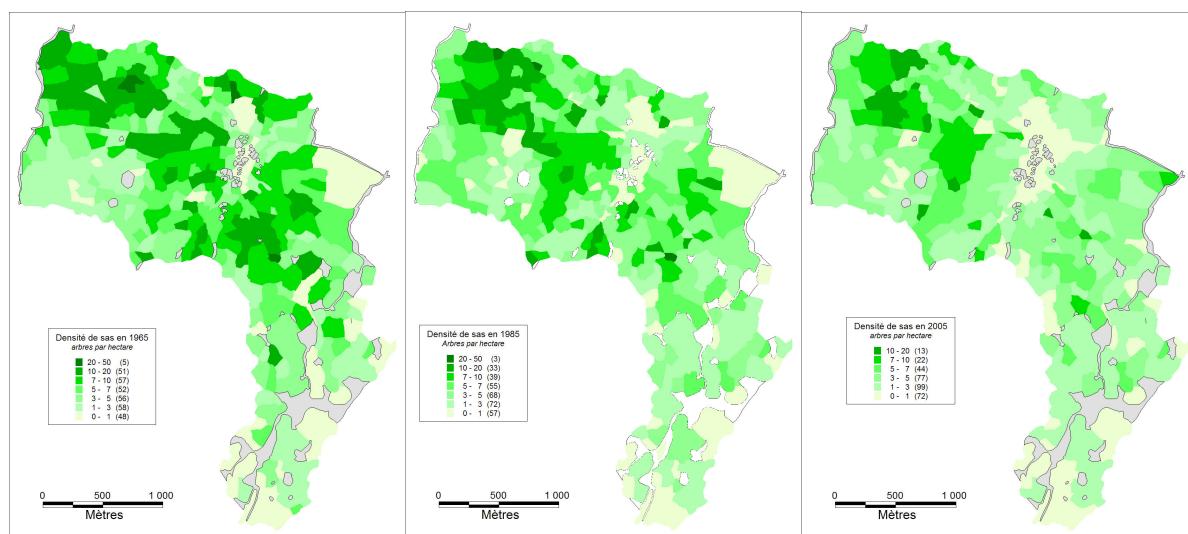 Densité de sas en 1965
arbres par hectare
20 - 50 (5)
10 - 20 (51)
7 - 10 (57)
5 - 7 (52)
3 - 5 (56)
1 - 3 (58)
0 - 1 (48)
0 500 1 000
Mètres
Densité de sas en 1985
Arbres par hectare
20 - 50 (3)
10 - 20 (33)
7 - 10 (39)
5 - 7 (55)
3 - 5 (68)
1 - 3 (72)
0 - 1 (57)
0 500 1 000
Mètres
Densité de sas en 2005
arbres par hectare
10 - 20 (13)
7 - 10 (22)
5 - 7 (44)
3 - 5 (77)
1 - 3 (99)
0 - 1 (72)
0 500 1 000
Mètres